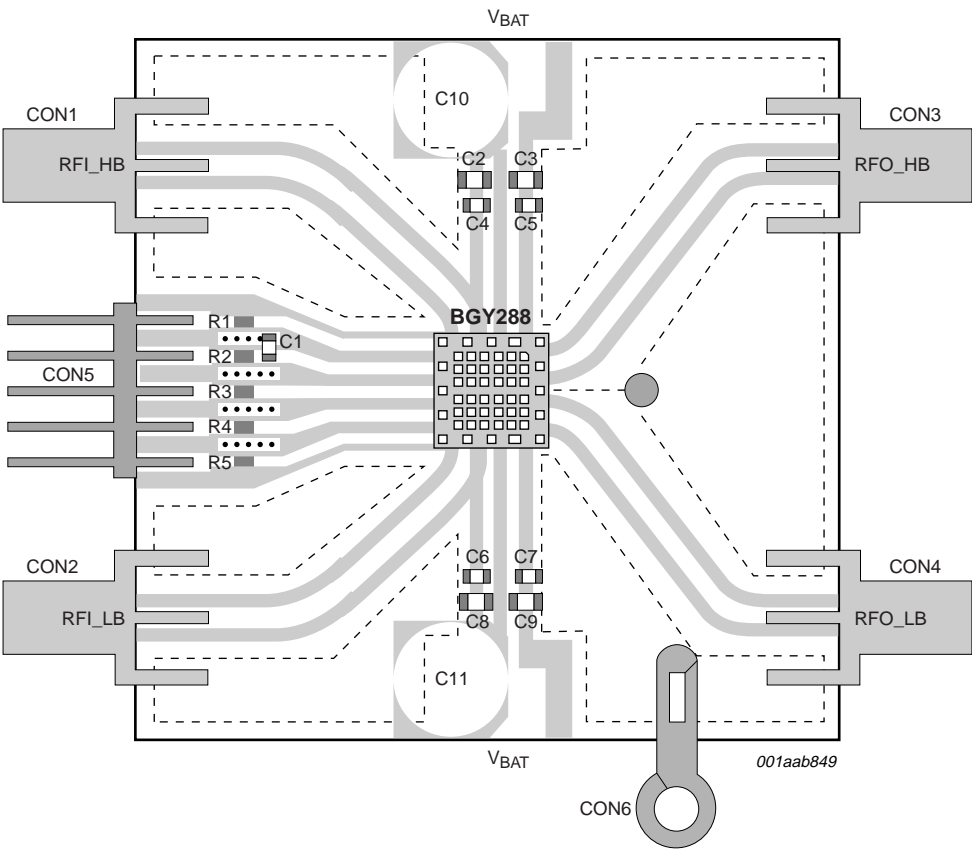 VBAT
CON1
C10
CON3
RFI_HB
C2
C3
RFO_HB
C4
C5
BGY288
R1
C1
R2
CON5
R3
R4
R5
C6
C7
CON2
CON4
RFI_LB
C8
C9
RFO_LB
C11
VBAT
001aab849
CON6